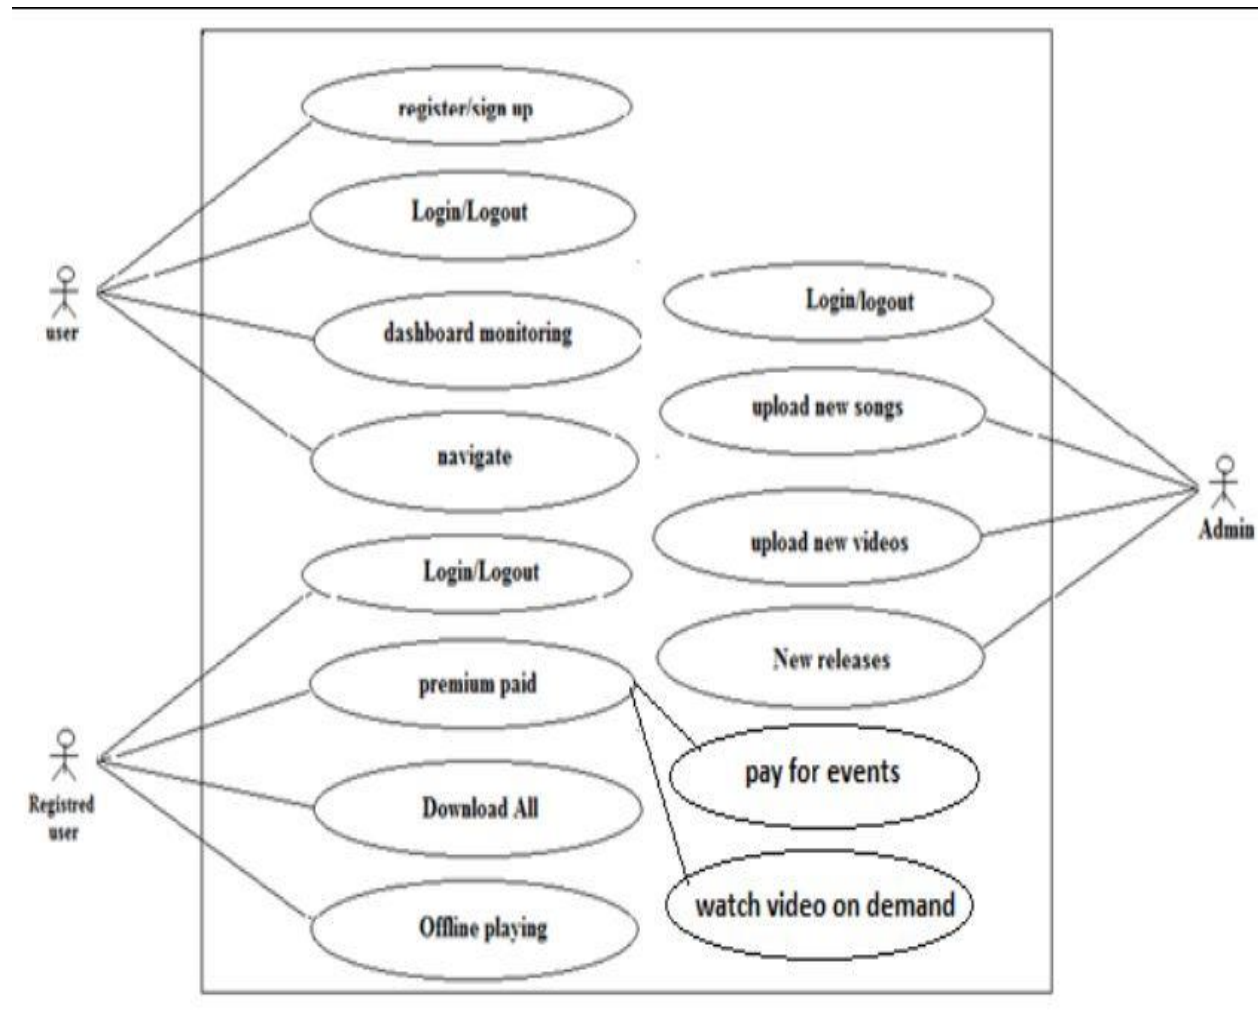 register/sign up
Login/Logout
dashboard monitoring
navigate
user
Login/Logout
premium paid
Download All
Offline playing
Registred
user
Login/logout
upload new songs
upload new videos
New releases
pay for events
watch video on demand
Admin